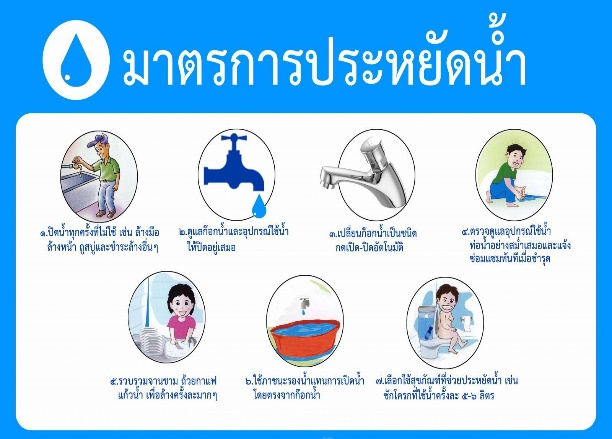 มาตรการประหยัดน้ำ
๑.ปิดน้ำทุกครั้งที่ไม่ใช้ เช่น ล้างมือ
ล้างหน้า ถูสบู่และชำระล้างอื่นๆ
๒.ดูแลก๊อกน้ำและอุปกรณ์ใช้น้ำ
ให้ปิดอยู่เสมอ
๓.เปลี่ยนก็อกน้ำเป็นชนิด
กดเปิด-ปิดอัตโนมัติ
๔.ตรวจดูแลอุปกรณ์ใช้น้ำ
ท่อน้ำอย่างสม่ำเสมอและแจ้ง
ซ่อมแซมทันทีเมื่อชำรุด
๕.รวบรวมจานชาม ถ้วยกาแฟ
แก้วน้ำ เพื่อล้างครั้งละมากๆ
๖.ใช้ภาชนะรองน้ำแทนการเปิดน้ำ
โดยตรงจากก๊อกน้ำ
๗.เลือกใช้สุขภัณฑ์ที่ช่วยประหยัดน้ำ เช่น
ชักโครกที่ใช้น้ำครั้งละ ๕-๖ ลิตร